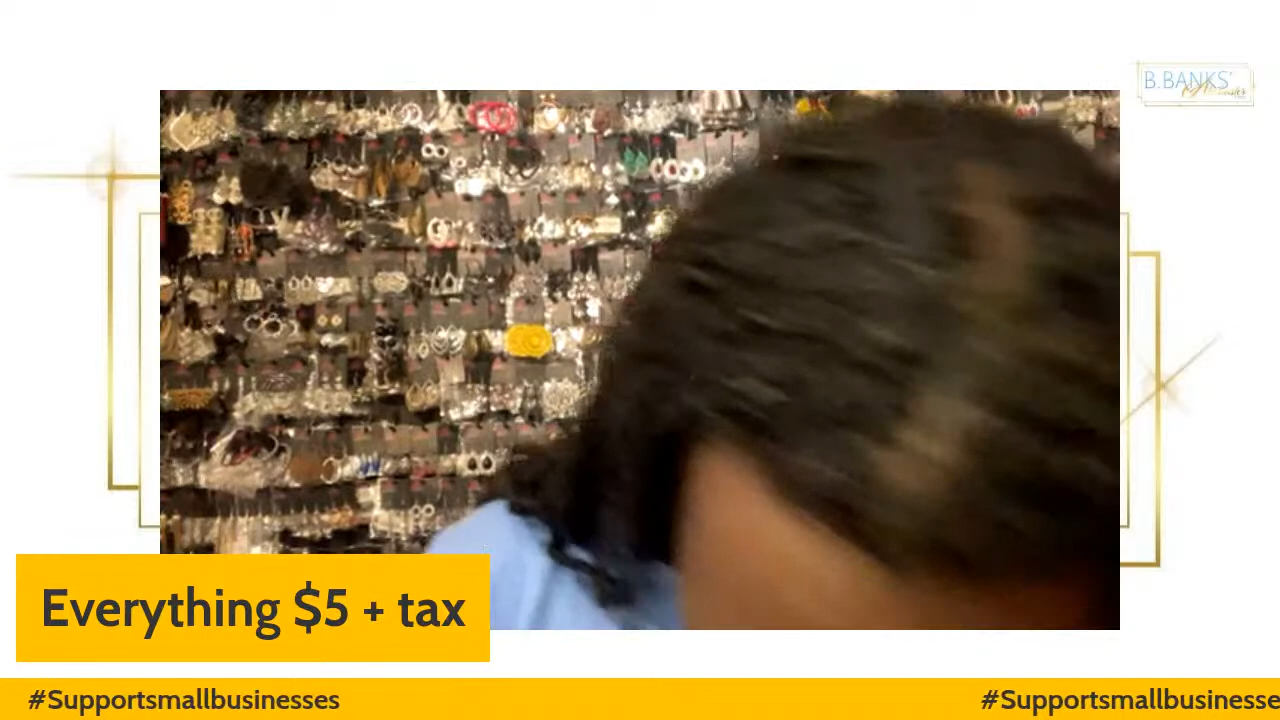 B.BANKS'
Everything $5 + tax
#Supportsmallbusinesses
#Supportsmallbusinesse